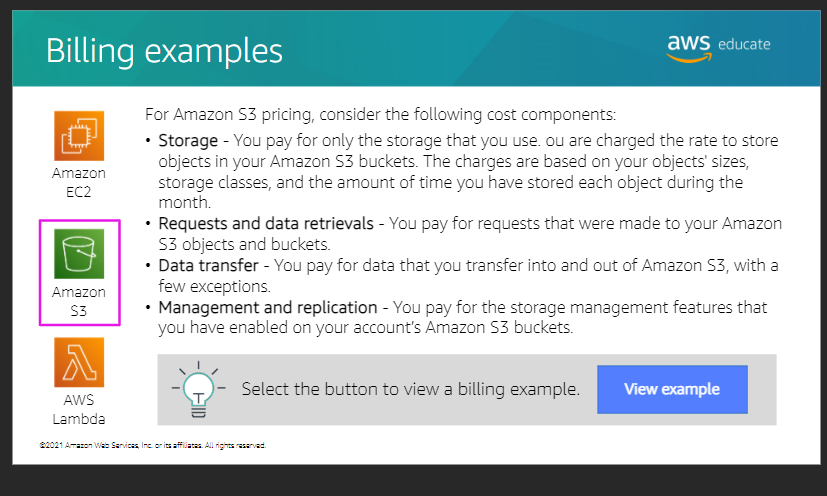 Billing examples
aws educate
Amazon
EC2
Amazon
S3
AWS
Lambda
For Amazon S3 pricing, consider the following cost components:
• Storage - You pay for only the storage that you use. ou are charged the rate to store
objects in your Amazon S3 buckets. The charges are based on your objects' sizes,
storage classes, and the amount of time you have stored each object during the
month.
• Requests and data retrievals - You pay for requests that were made to your Amazon
S3 objects and buckets.
• Data transfer - You pay for data that you transfer into and out of Amazon S3, with a
few exceptions.
• Management and replication - You pay for the storage management features that
you have enabled on your account's Amazon S3 buckets.
Select the button to view a billing example.
View example
©2021 Amazon Web Services, Inc. or its affiliates. All rights reserved.